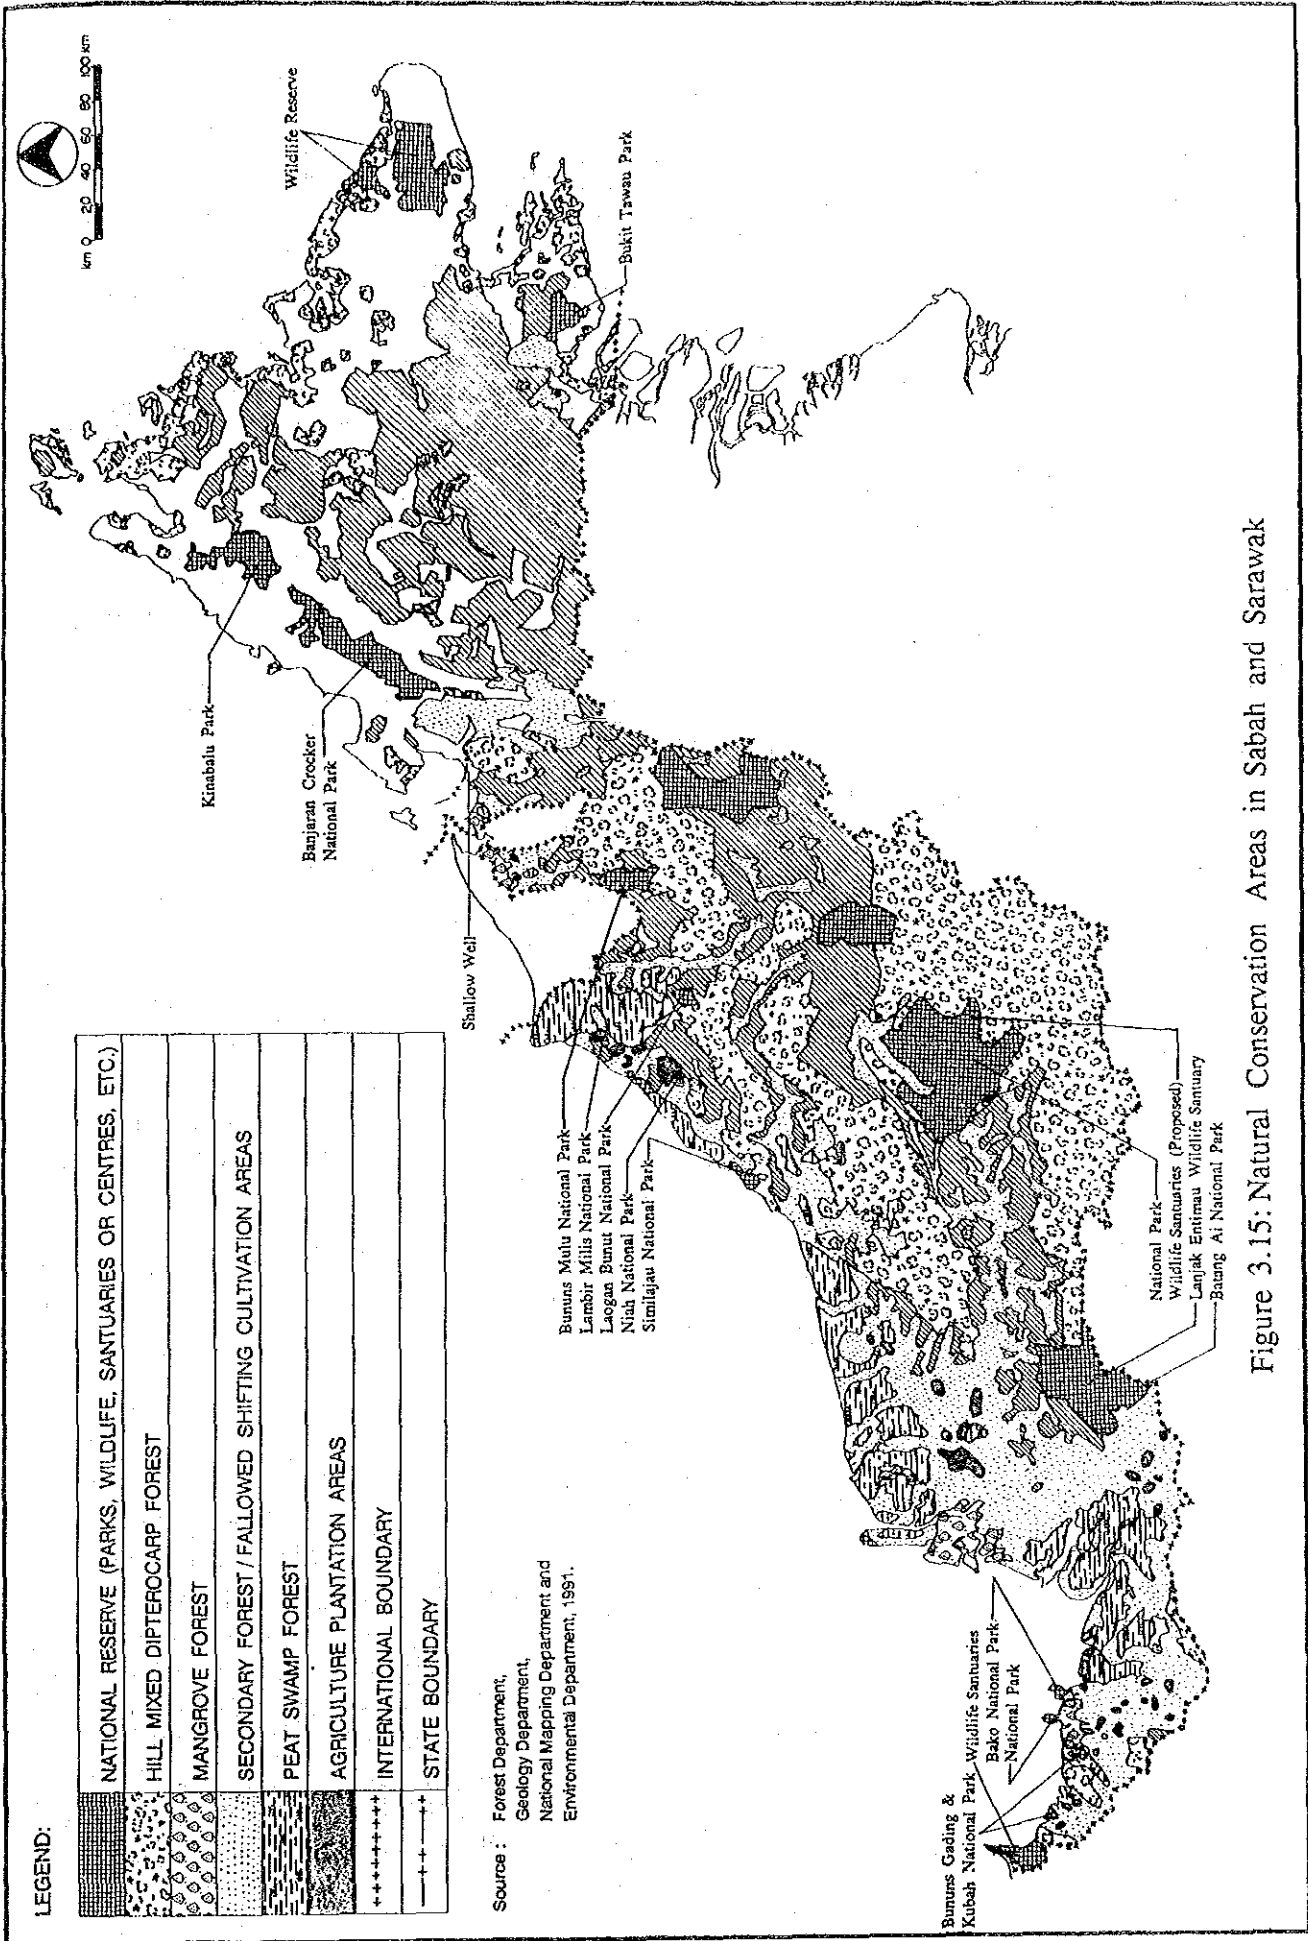 LEGEND:
NATIONAL RESERVE (PARKS, WILDLIFE, SANTUARIES OR CENTRES, ETC.)
HILL MIXED DIPTEROCARP FOREST
MANGROVE FOREST
SECONDARY FOREST / FALLOWED SHIFTING CULTIVATION AREAS
PEAT SWAMP FOREST
AGRICULTURE PLANTATION AREAS
INTERNATIONAL BOUNDARY
STATE BOUNDARY
Source : Forest Department,
Geology Department,
National Mapping Department and
Environmental Department, 1991.
km 0 20 40 60 80 100 km
Kinabalu Park
Banjaran Crocker
National Park
Shallow Well
Wildlife Reserve
Bukit Tawau Park
Bununs Mulu National Park
Lambir Milis National Park
Laogan Bunut National Park
Niah National Park
Similajau National Park
Bununs Gading &
Kubah National Park
Wildlife Santuaries
Bako National Park
National Park
National Park
Wildlife Santuaries (Proposed)
Lanjak Entimau Wildlife Santuary
Batang Ai National Park
Figure 3.15: Natural Conservation Areas in Sabah and Sarawak